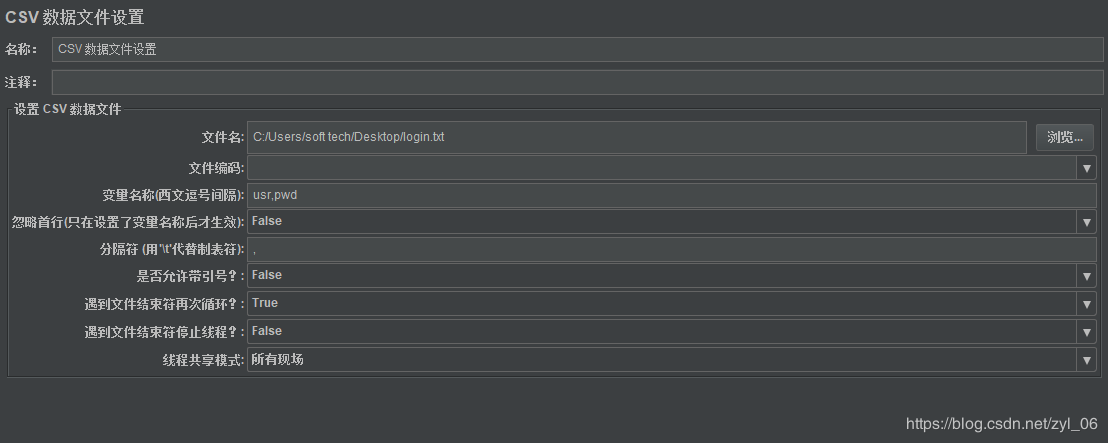 CSV 数据文件设置
名称： CSV 数据文件设置
注释：
设置 CSV 数据文件
文件名: C:/Users/soft tech/Desktop/login.txt 浏览...
文件编码:
变量名称(西文逗号间隔): usr,pwd
忽略首行(只在设置了变量名称后才生效): False
分隔符 (用'\t'代替制表符): ,
是否允许带引号？: False
遇到文件结束符再次循环？: True
遇到文件结束符停止线程？: False
线程共享模式: 所有现场
https://blog.csdn.net/zyl_06